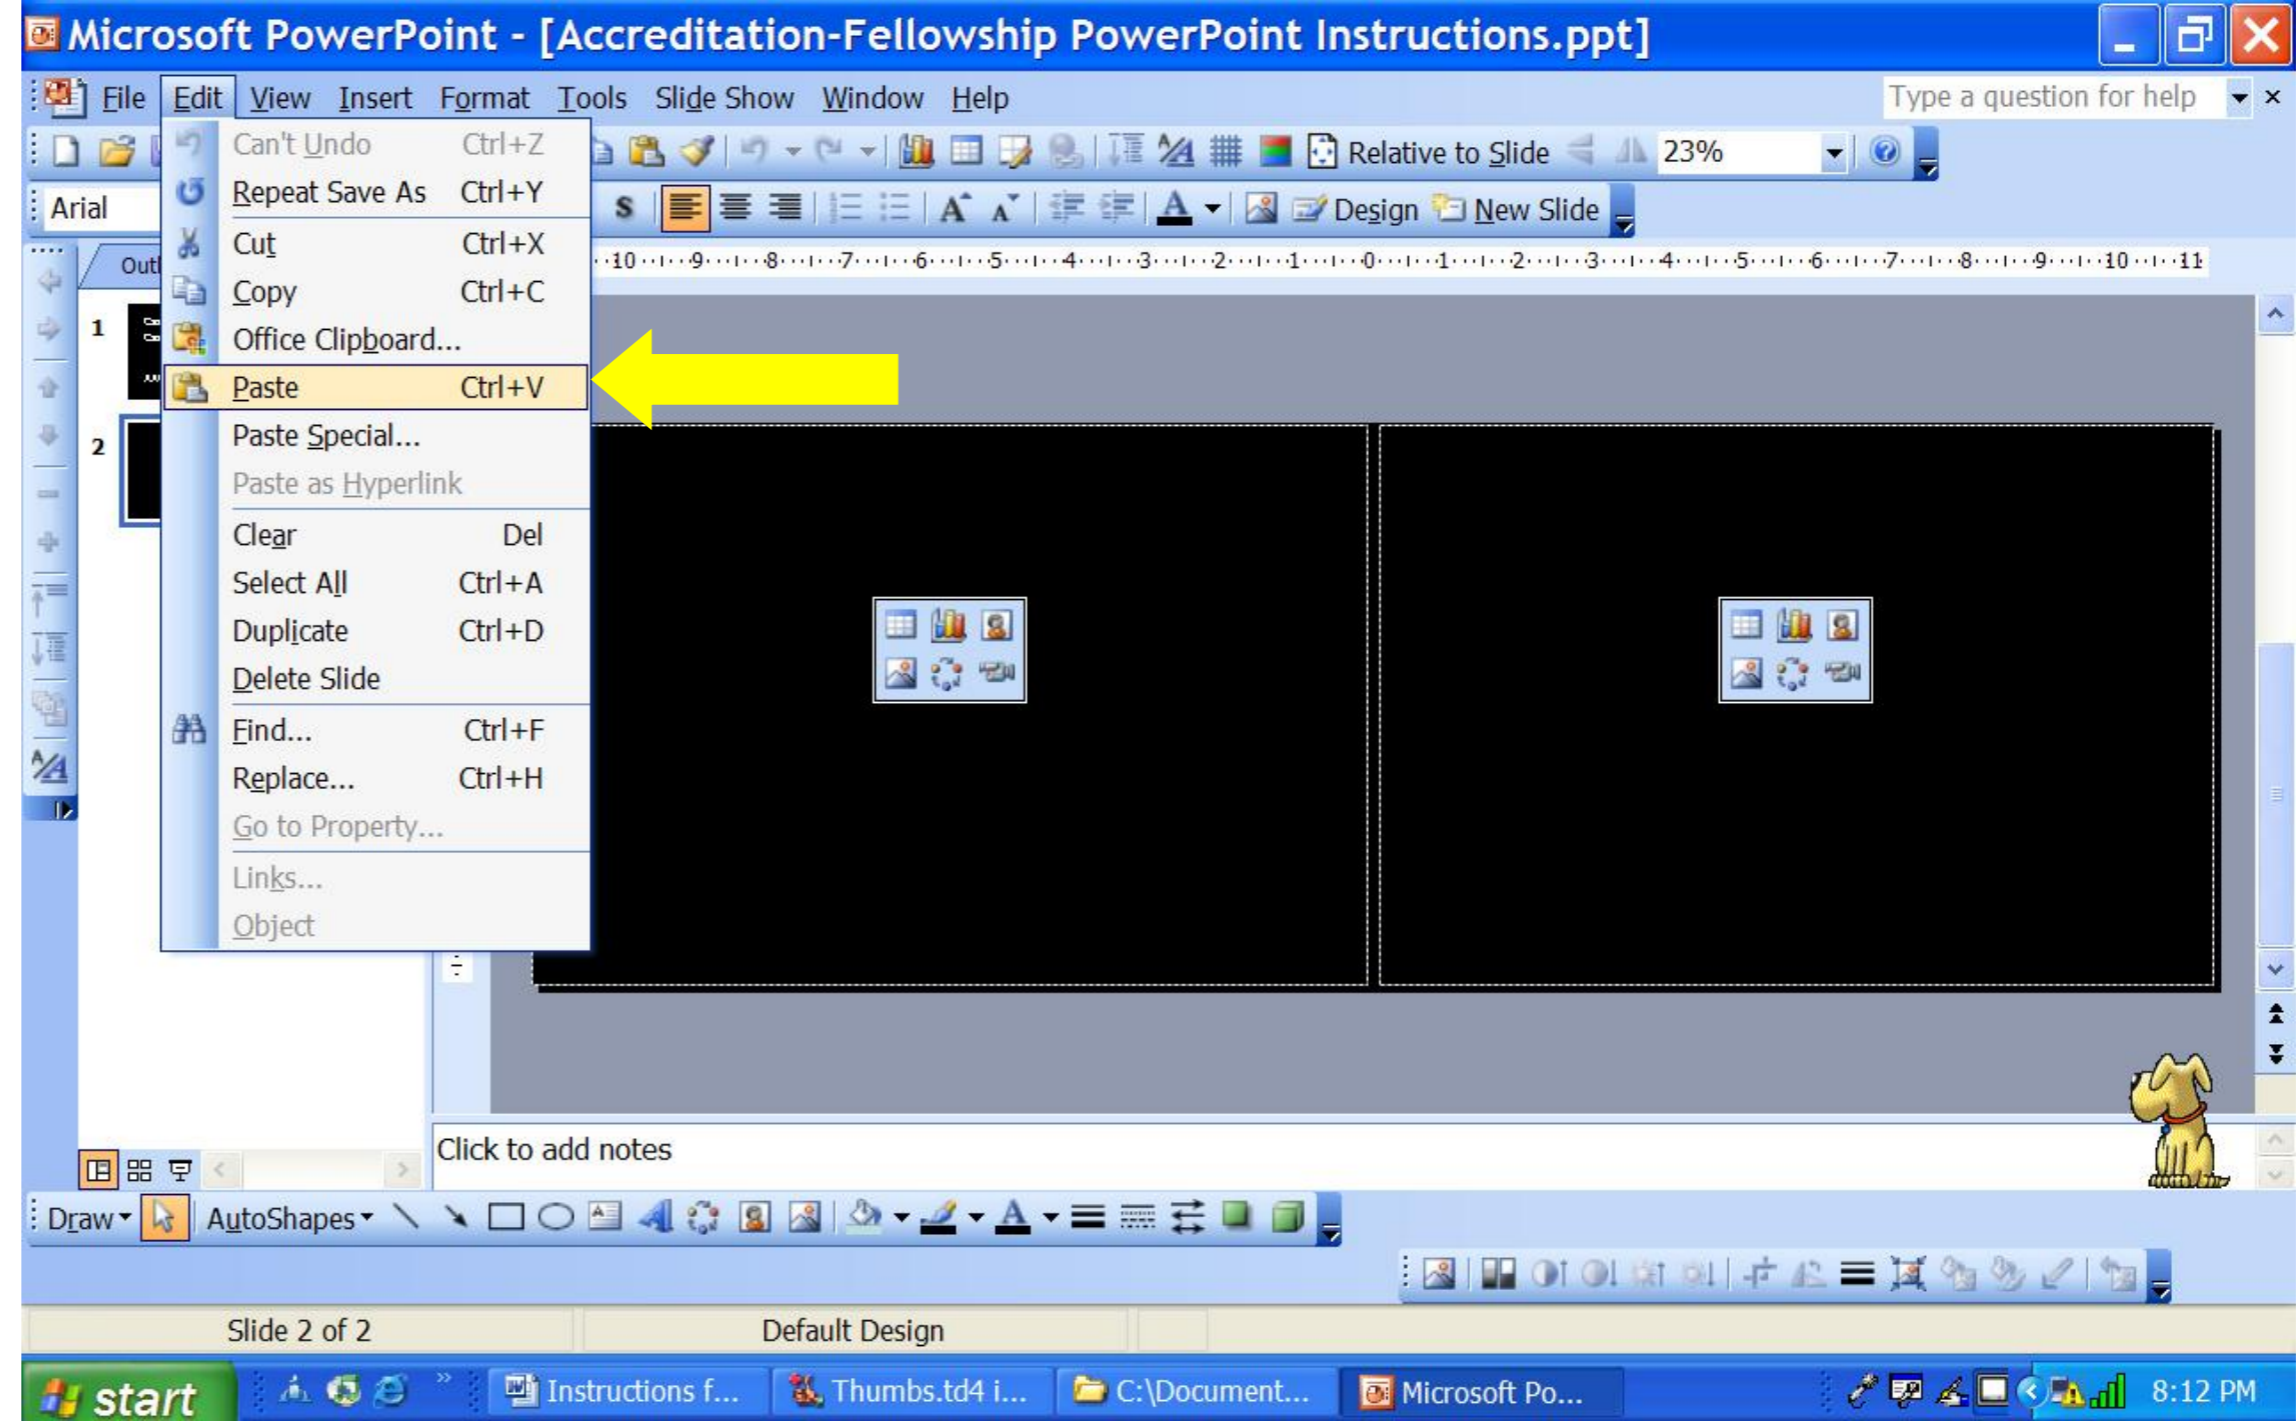 Microsoft PowerPoint - [Accreditation-Fellowship PowerPoint Instructions.ppt]
File Edit View Insert Format Tools Slide Show Window Help Type a question for help
Relative to Slide 23%
Arial S A A A Design New Slide
Can't Undo Ctrl+Z
Repeat Save As Ctrl+Y
Cut Ctrl+X
Copy Ctrl+C
Office Clipboard...
Paste Ctrl+V
Paste Special...
Paste as Hyperlink
Clear Del
Select All Ctrl+A
Duplicate Ctrl+D
Delete Slide
Find... Ctrl+F
Replace... Ctrl+H
Go to Property...
Links...
Object
Outl
10 9 8 7 6 5 4 3 2 1 0 1 2 3 4 5 6 7 8 9 10 11
1
2
Click to add notes
Draw AutoShapes A
Slide 2 of 2 Default Design
start Instructions f... Thumbs.td4 i... C:\Document... Microsoft Po... 8:12 PM